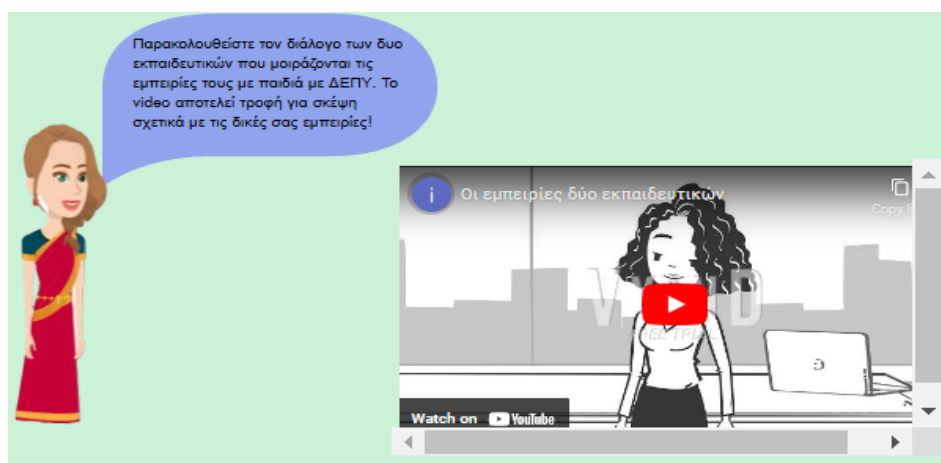 Παρακολουθείστε τον διάλογο των δυο
εκπαιδευτικών που μοιράζονται τις
εμπειρίες τους με παιδιά με ΔΕΠΥ. Το
video αποτελεί τροφή για σκέψη
σχετικά με τις δικές σας εμπειρίες!
i Οι εμπειρίες δύο εκπαιδευτικών
Copy
Watch on YouTube